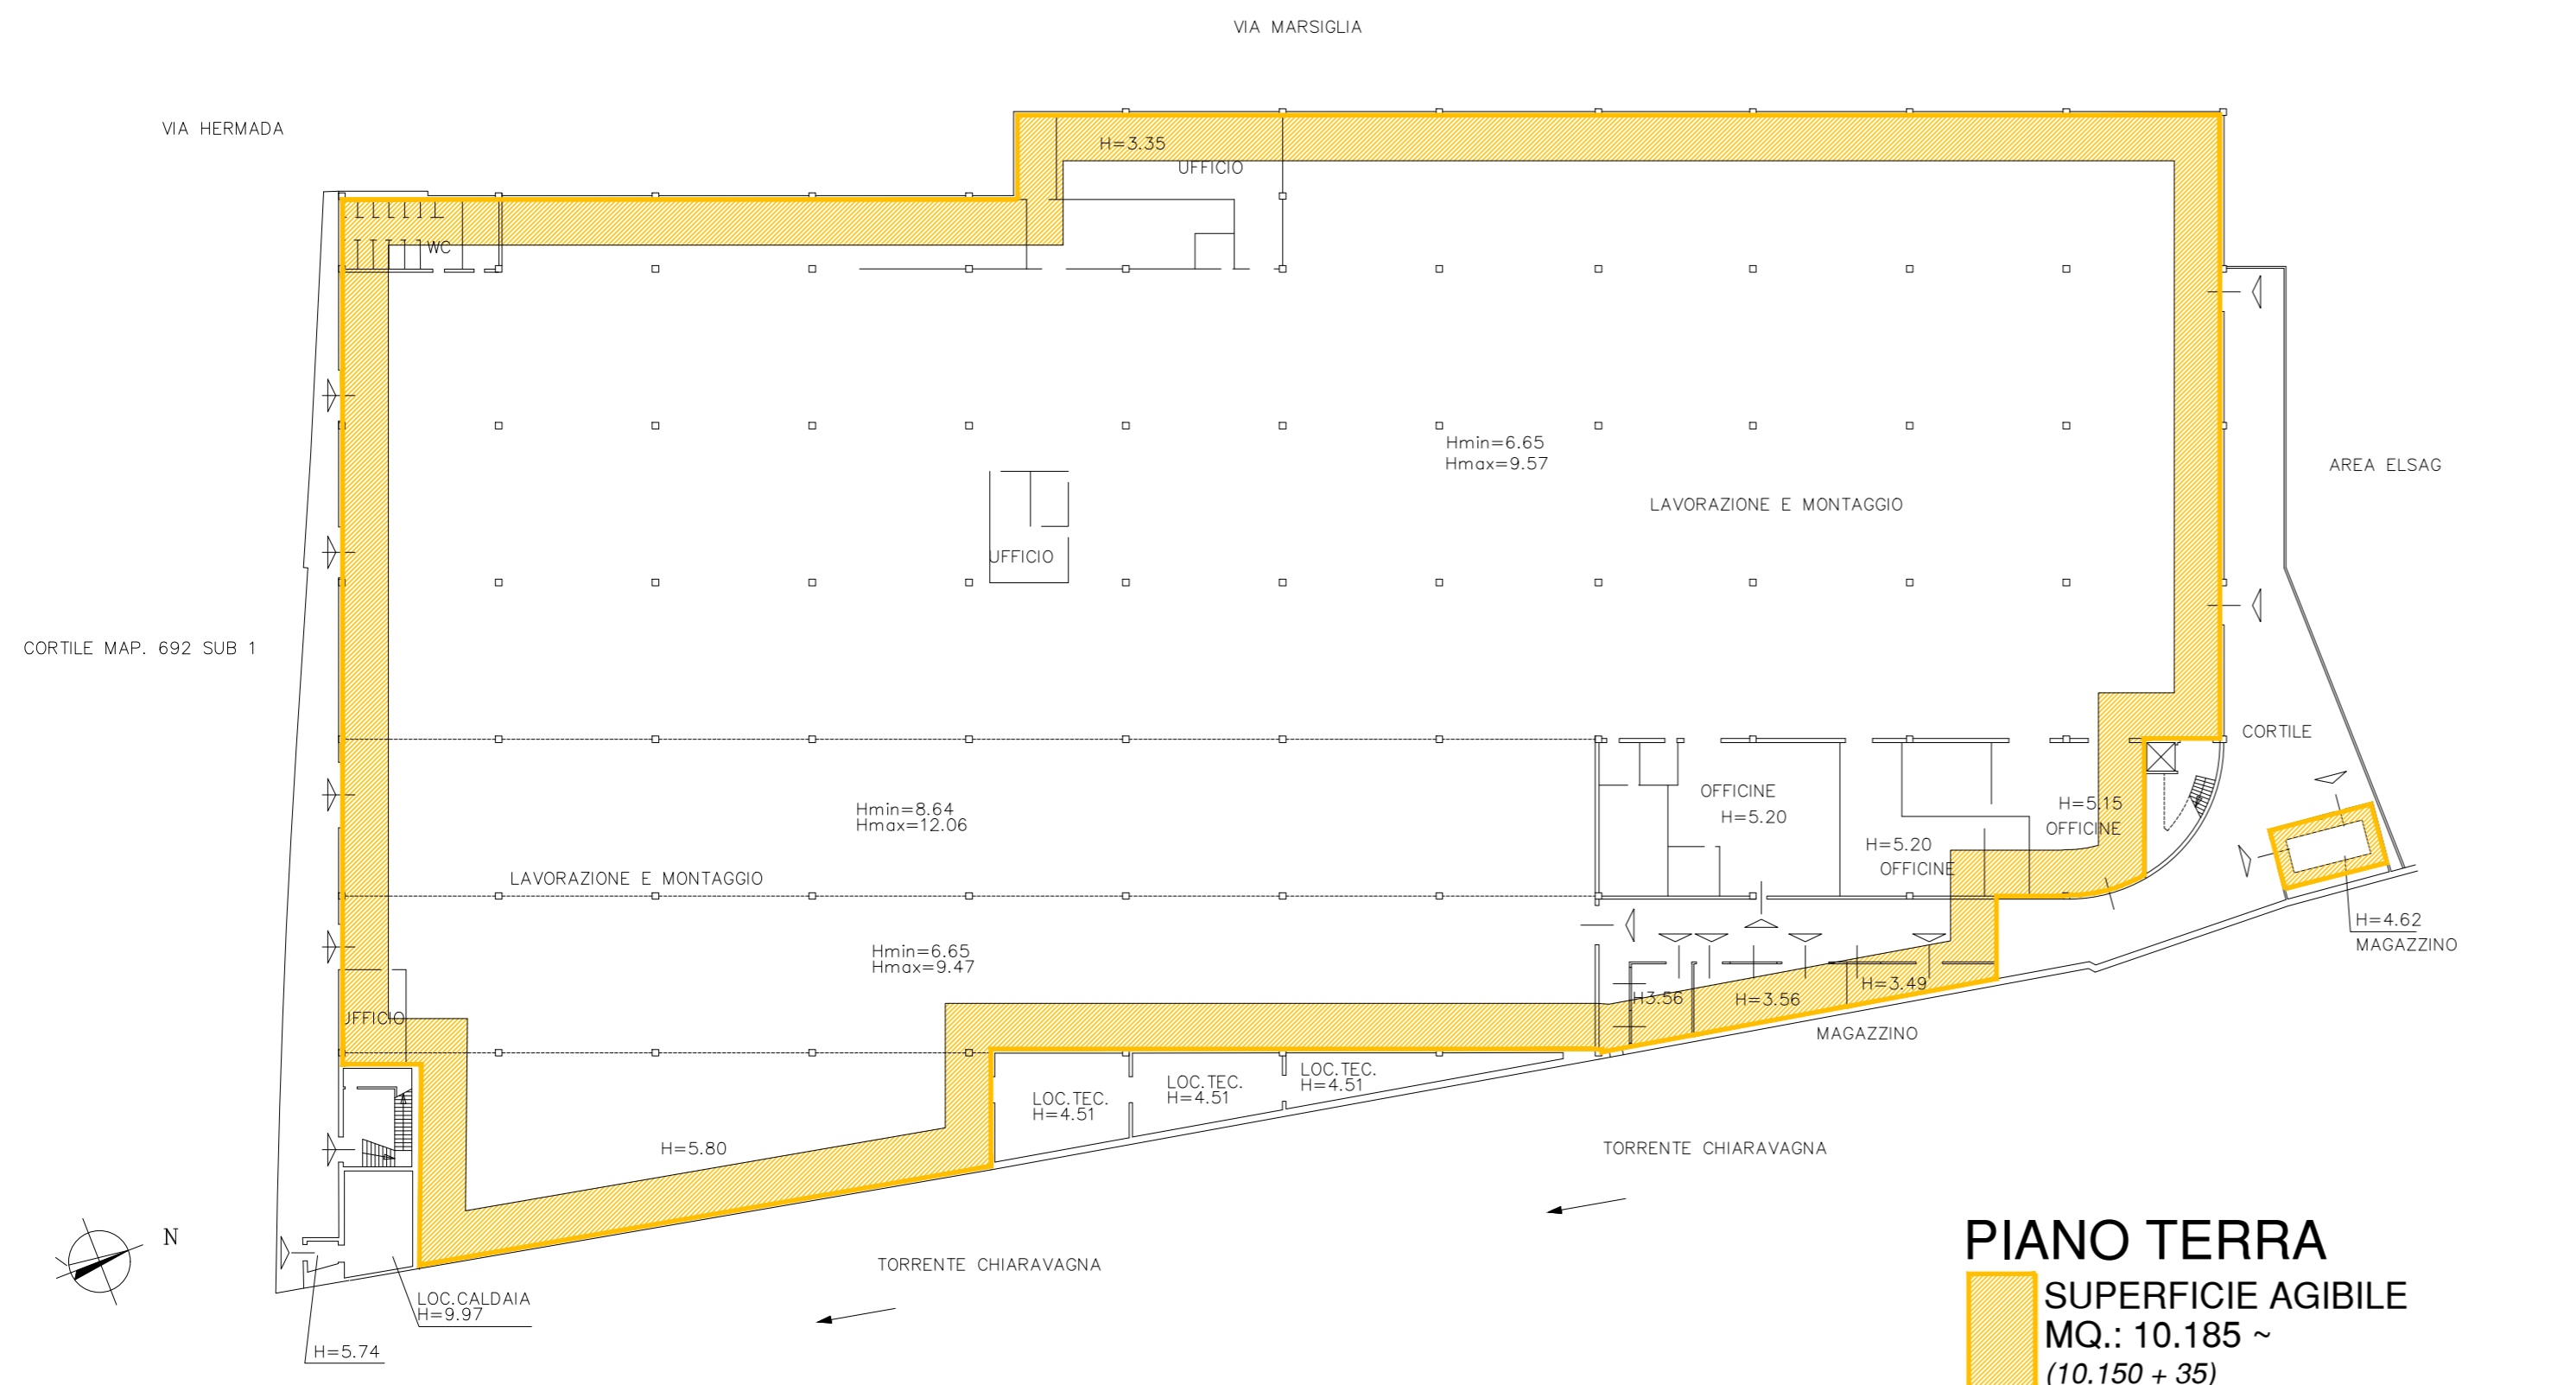 VIA MARSIGLIA
VIA HERMADA
H=3.35
UFFICIO
WC
Hmin=6.65
Hmax=9.57
AREA ELSAG
LAVORAZIONE E MONTAGGIO
UFFICIO
CORTILE MAP. 692 SUB 1
CORTILE
OFFICINE
H=5.20
H=5.15
OFFICINE
Hmin=8.64
Hmax=12.06
H=5.20
OFFICINE
LAVORAZIONE E MONTAGGIO
H=4.62
MAGAZZINO
Hmin=6.65
Hmax=9.47
H=3.49
H3.56
H=3.56
UFFICIO
MAGAZZINO
LOC.TEC.
H=4.51
LOC.TEC.
H=4.51
LOC.TEC.
H=4.51
H=5.80
TORRENTE CHIARAVAGNA
N
TORRENTE CHIARAVAGNA
LOC.CALDAIA
H=9.97
H=5.74
PIANO TERRA
SUPERFICIE AGIBILE
MQ.: 10.185 ~
(10.150 + 35)